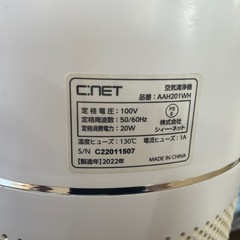 C:NET
空気清浄機
品番：AAH201WH
定格電圧：100V
定格周波数：50/60Hz
定格消費電力：20W
PS
E
株式会社
シィー・ネット
温度ヒューズ：130℃ 電流ヒューズ：1A
S/N C22011507
【製造年】2022年 MADE IN CHINA